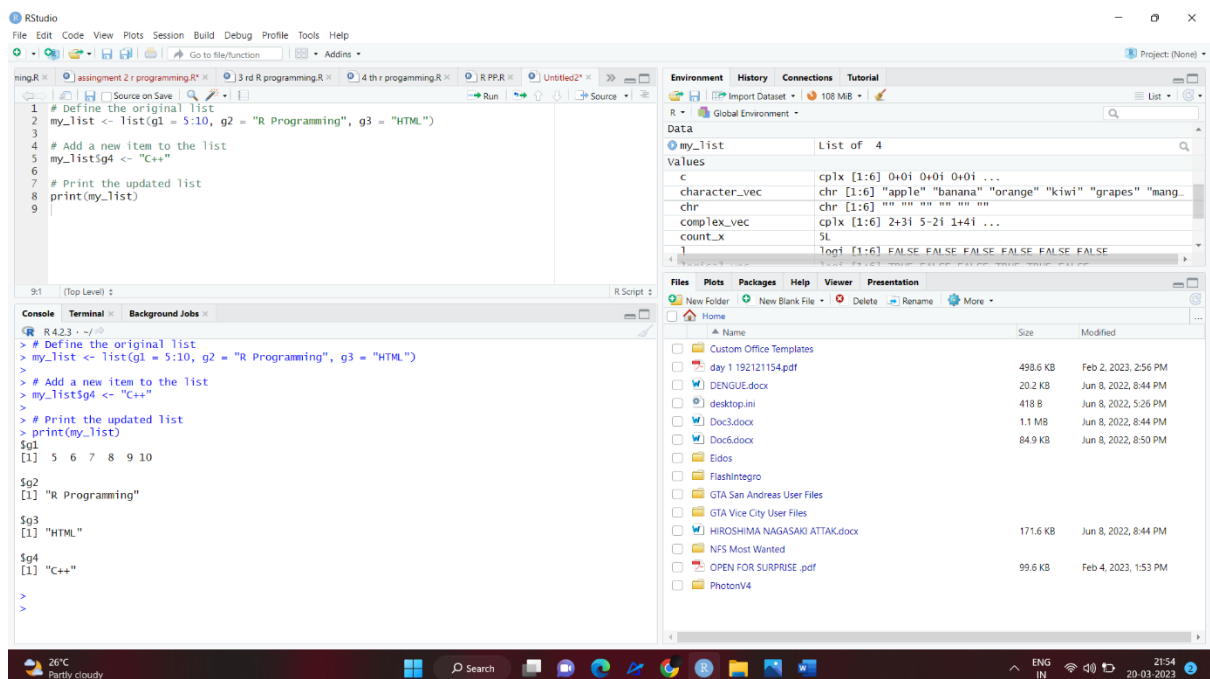 RStudio
File Edit Code View Plots Session Build Debug Profile Tools Help
Go to file/function Addins Project: (None)
ning.R assingment 2 r programming.R* 3 rd R programming.R 4 th r progamming.R R PP.R Untitled2*
Source on Save Run Source
1 # Define the original list
2 my_list <- list(g1 = 5:10, g2 = "R Programming", g3 = "HTML")
3
4 # Add a new item to the list
5 my_list$g4 <- "C++"
6
7 # Print the updated list
8 print(my_list)
9
9:1 (Top Level) R Script
Console Terminal Background Jobs
R 4.2.3 · ~/
> # Define the original list
> my_list <- list(g1 = 5:10, g2 = "R Programming", g3 = "HTML")
>
> # Add a new item to the list
> my_list$g4 <- "C++"
>
> # Print the updated list
> print(my_list)
$g1
[1] 5 6 7 8 9 10
$g2
[1] "R Programming"
$g3
[1] "HTML"
$g4
[1] "C++"
>
>
Environment History Connections Tutorial
Import Dataset 108 MiB List
R Global Environment
Data
my_list List of 4
Values
c cplx [1:6] 0+0i 0+0i 0+0i ...
character_vec chr [1:6] "apple" "banana" "orange" "kiwi" "grapes" "mang…
chr chr [1:6] "" "" "" "" "" ""
complex_vec cplx [1:6] 2+3i 5-2i 1+4i ...
count_x 5L
l logi [1:6] FALSE FALSE FALSE FALSE FALSE FALSE
Files Plots Packages Help Viewer Presentation
New Folder New Blank File Delete Rename More
Home
Name Size Modified
Custom Office Templates
day 1 192121154.pdf 498.6 KB Feb 2, 2023, 2:56 PM
DENGUE.docx 20.2 KB Jun 8, 2022, 8:44 PM
desktop.ini 418 B Jun 8, 2022, 5:26 PM
Doc3.docx 1.1 MB Jun 8, 2022, 8:44 PM
Doc6.docx 84.9 KB Jun 8, 2022, 8:50 PM
Eidos
FlashIntegro
GTA San Andreas User Files
GTA Vice City User Files
HIROSHIMA NAGASAKI ATTAK.docx 171.6 KB Jun 8, 2022, 8:44 PM
NFS Most Wanted
OPEN FOR SURPRISE .pdf 99.6 KB Feb 4, 2023, 1:53 PM
PhotonV4
26°C
Partly cloudy
Search
ENG
IN
21:54
20-03-2023
2